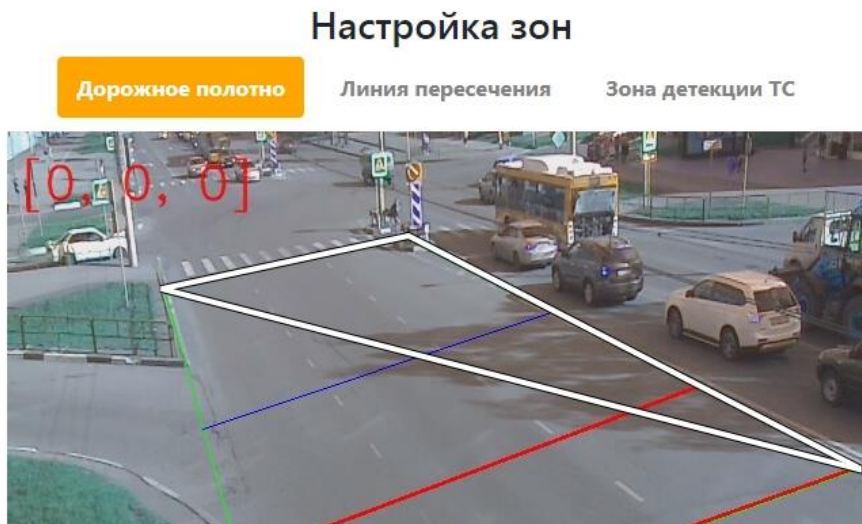 Настройка зон
Дорожное полотно Линия пересечения Зона детекции ТС
[0, 0, 0]